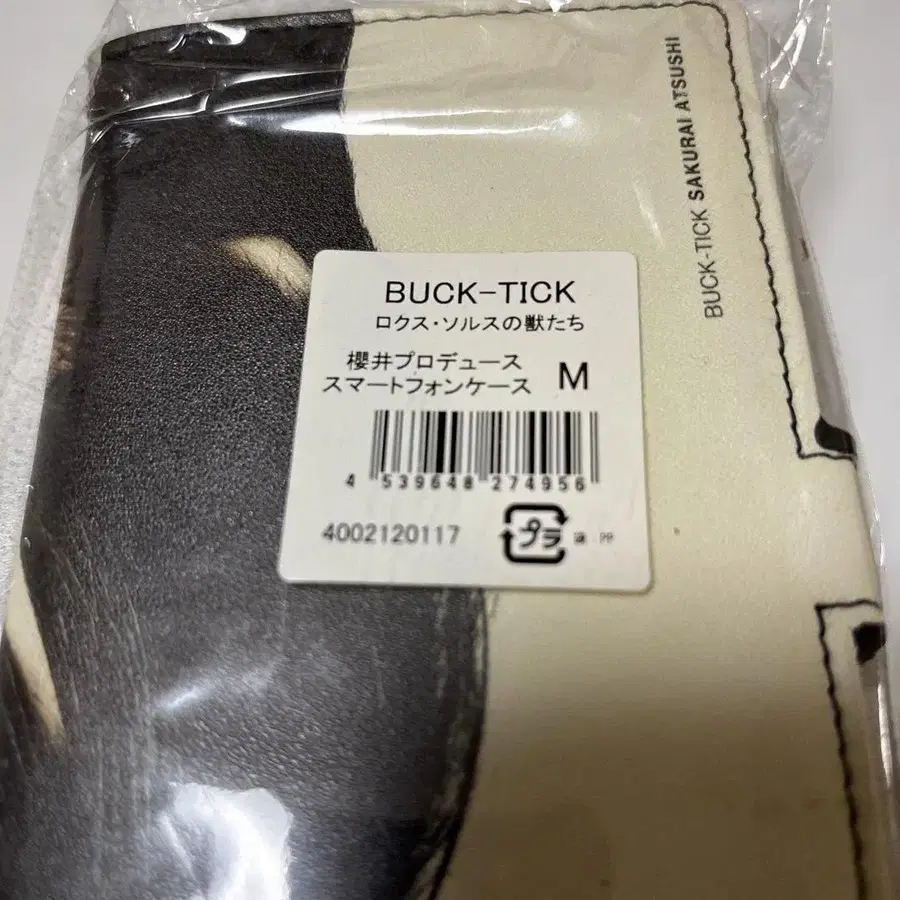 BUCK-TICK SAKURAI ATSUSHI
BUCK-TICK
ロクス・ソルスの獣たち
櫻井プロデュース
スマートフォンケース M
4 539648 274956
4002120117 プラ